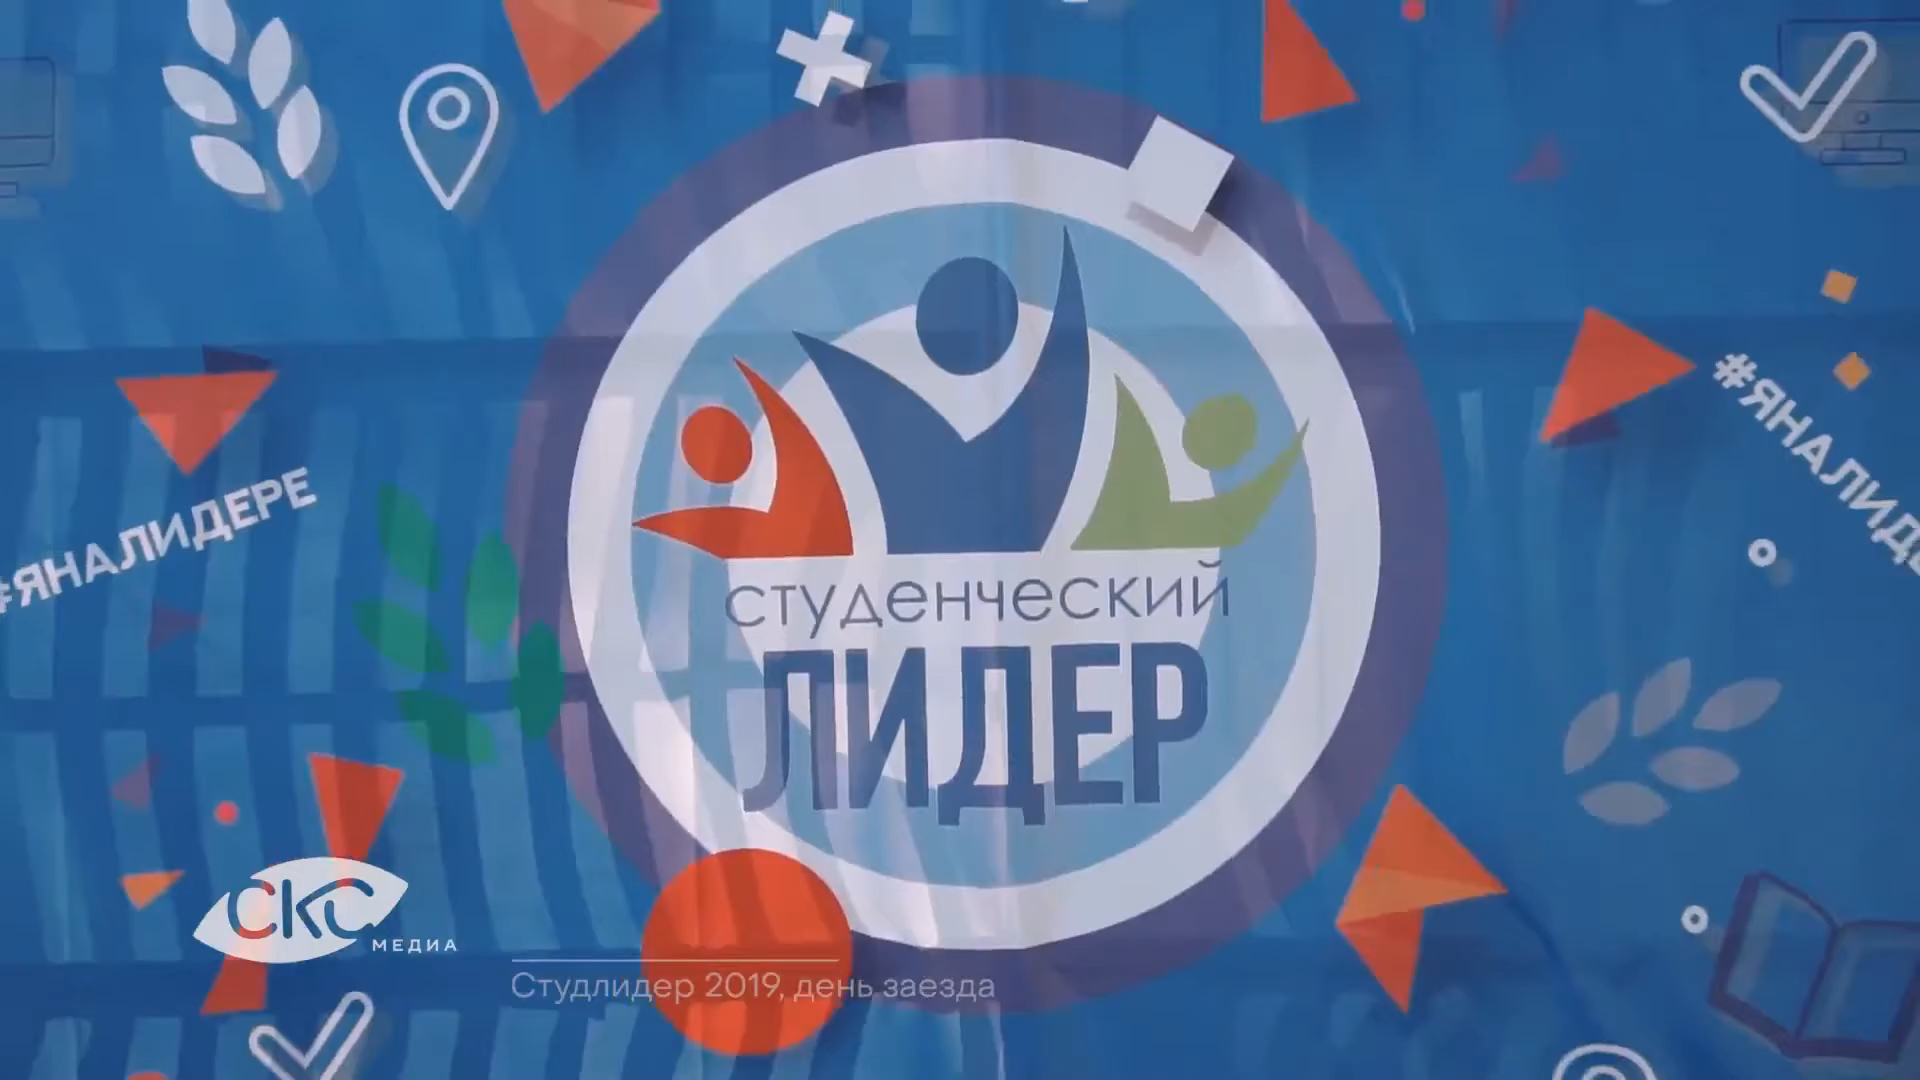 #ЯНАЛИДЕРЕ
#ЯНАЛИДЕ
студенческий
ЛИДЕР
СКС
МЕДИА
Студлидер 2019, день заезда